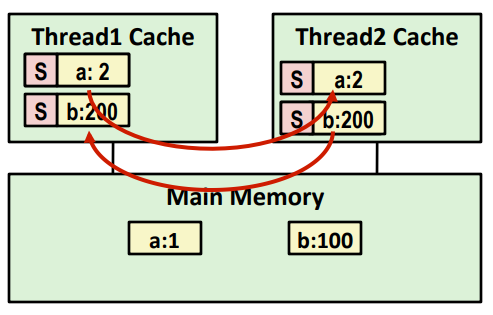 Thread1 Cache
S a: 2
S b:200
Thread2 Cache
S a:2
S b:200
Main Memory
a:1
b:100